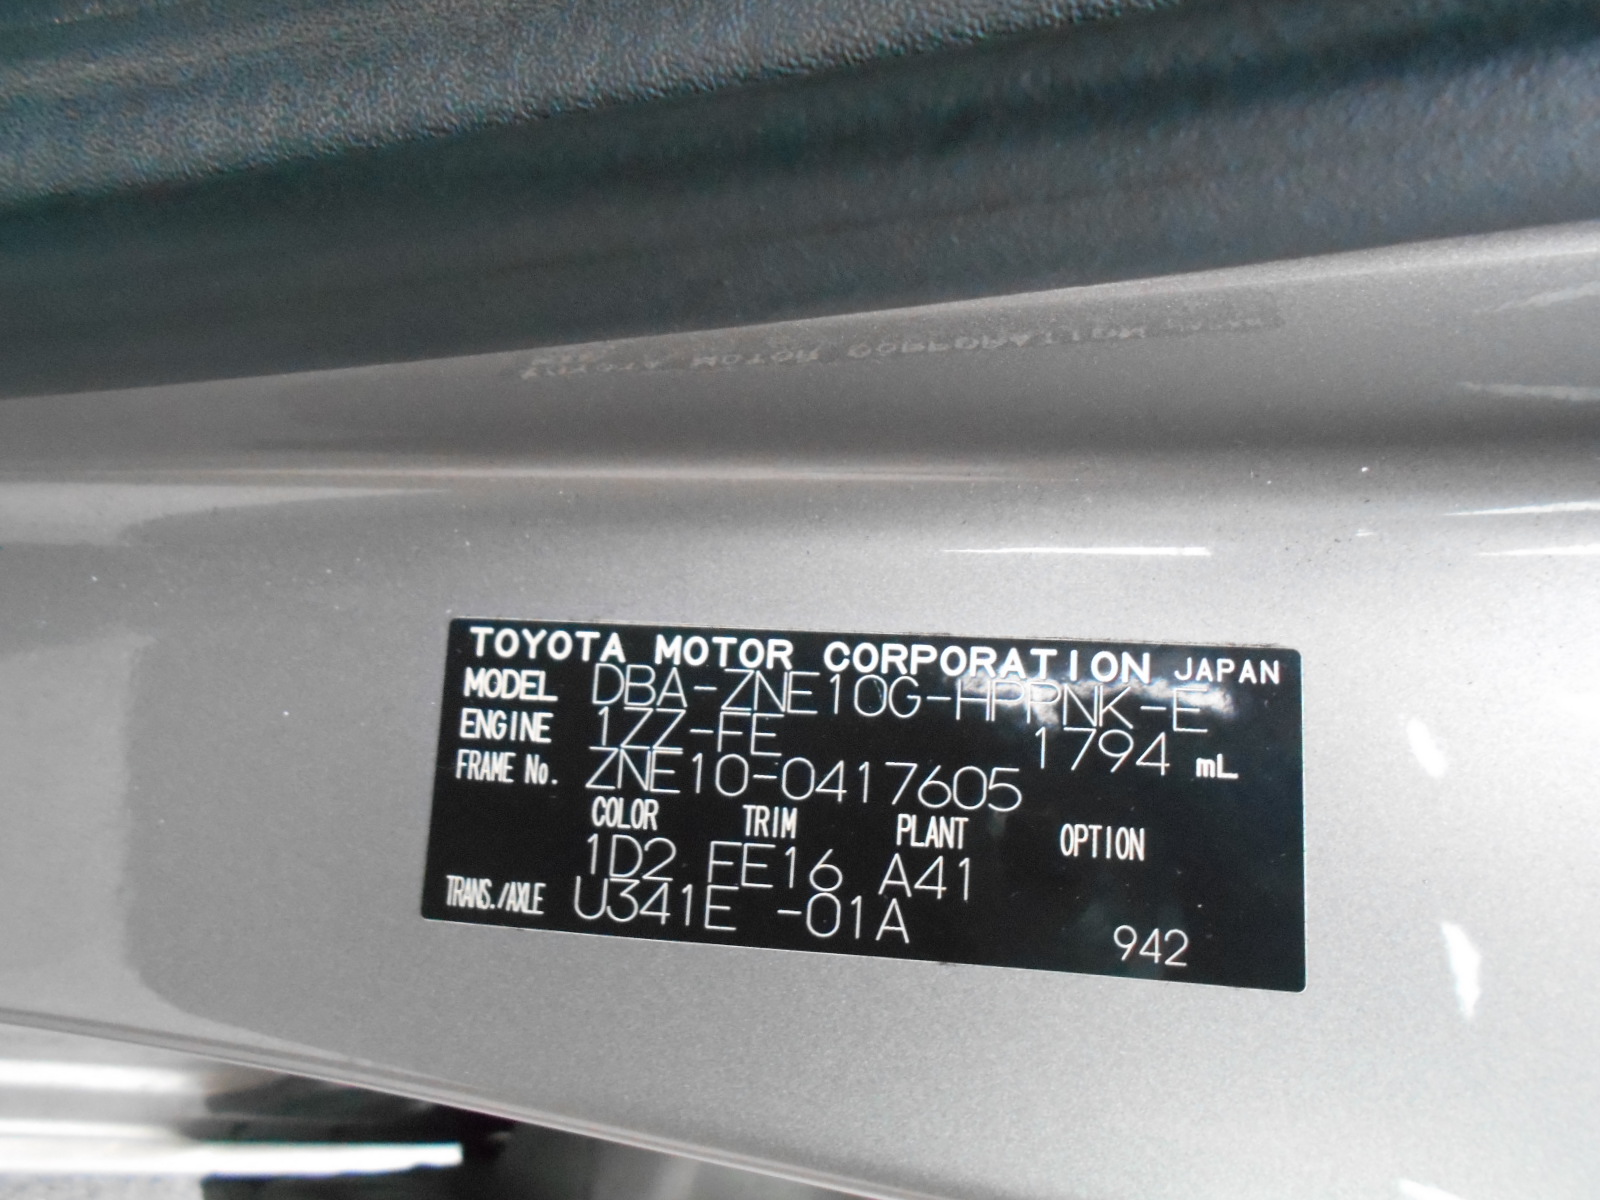 TOYOTA MOTOR CORPORATION JAPAN
MODEL DBA-ZNE10G-HPPNK-E
ENGINE 1ZZ-FE 1794 mL
FRAME No. ZNE10-0417605
COLOR TRIM PLANT OPTION
1D2 FE16 A41
TRANS./AXLE U341E -01A
942